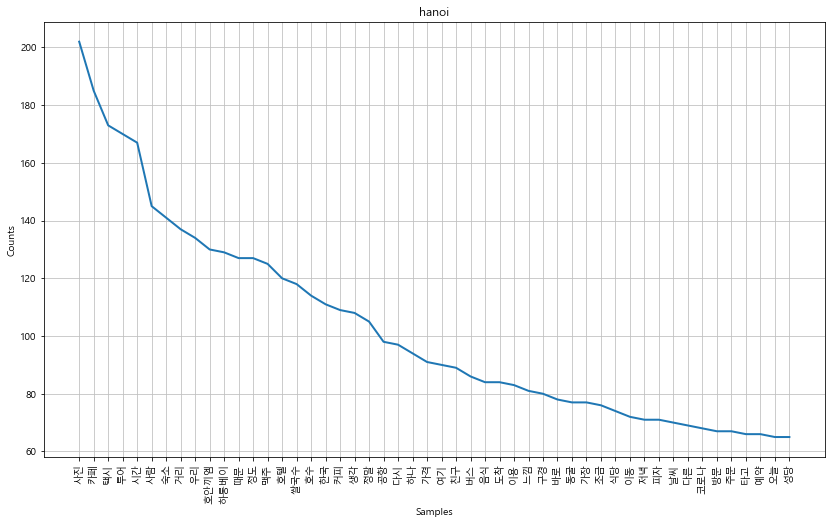 hanoi
Counts
200
180
160
140
120
100
80
60
사진
카페
택시
투어
시간
사람
숙소
거리
우리
호안끼엠
하롱베이
때문
정도
맥주
호텔
쌀국수
호수
한국
커피
생각
정말
공항
다시
하나
가격
여기
친구
버스
음식
도착
이용
느낌
구경
바로
동굴
가장
조금
식당
이동
저녁
피자
날씨
다른
코로나
방문
주문
타고
예약
오늘
성당
Samples